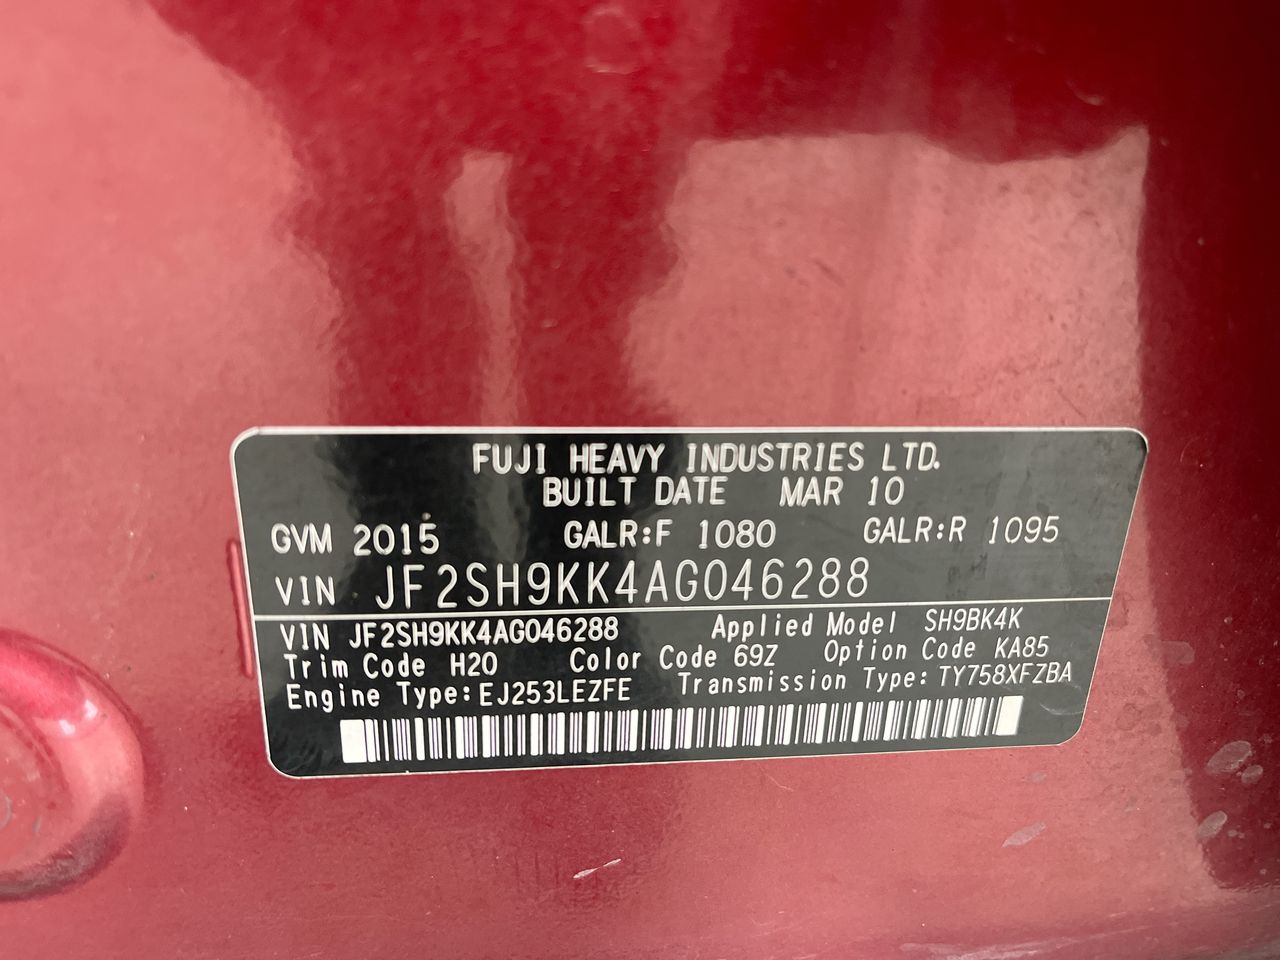 FUJI HEAVY INDUSTRIES LTD.
BUILT DATE MAR 10
GVM 2015 GALR:F 1080 GALR:R 1095
VIN JF2SH9KK4AG046288
VIN JF2SH9KK4AG046288 Applied Model SH9BK4K
Trim Code H20 Color Code 69Z Option Code KA85
Engine Type:EJ253LEZFE Transmission Type:TY758XFZBA